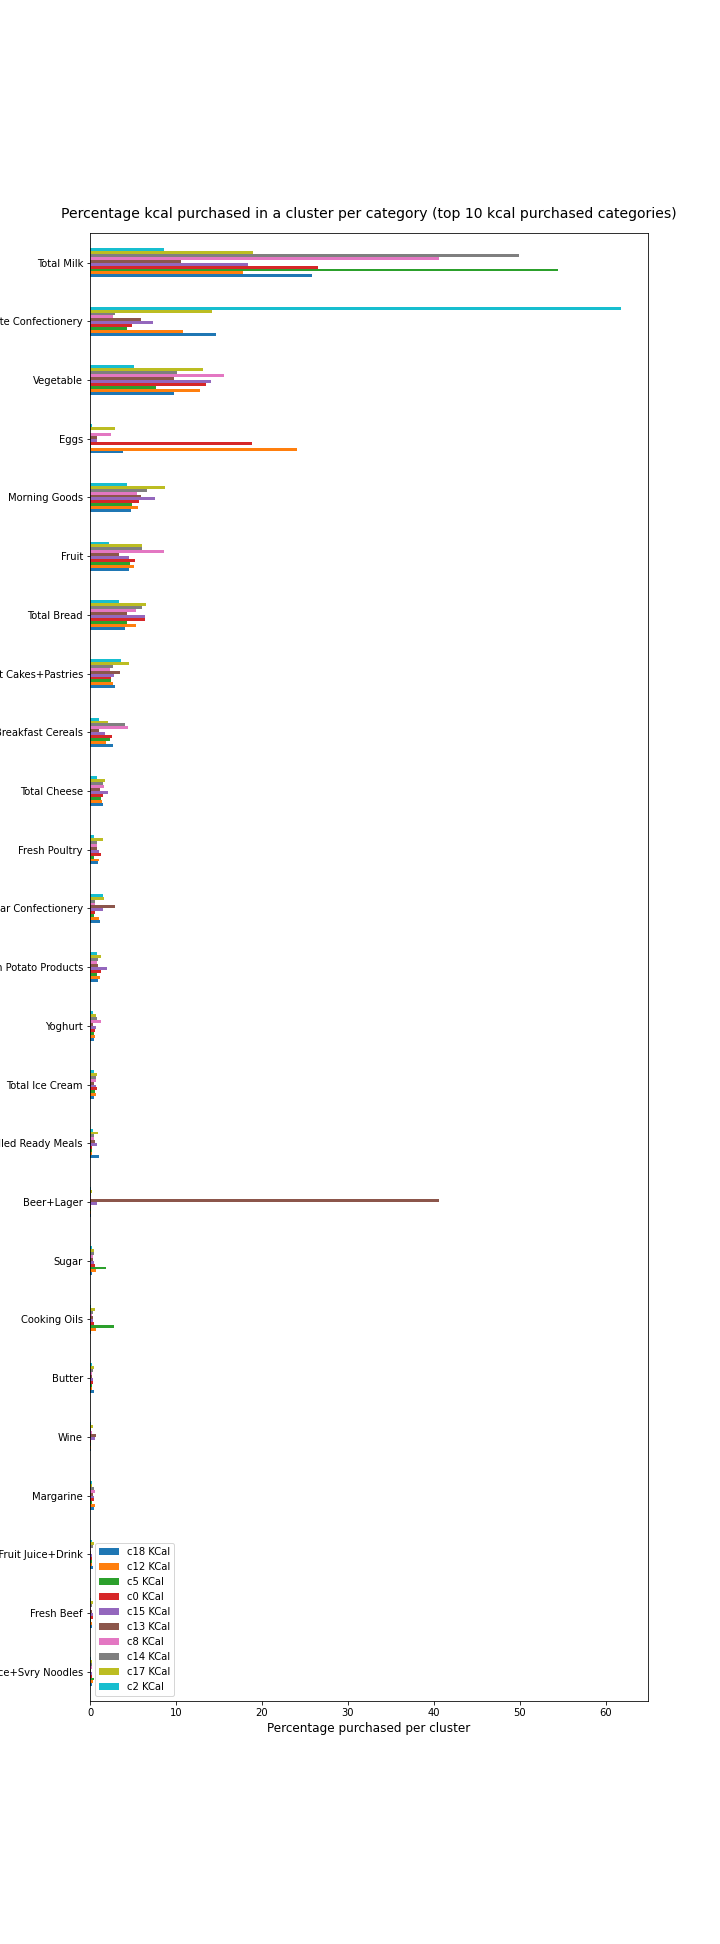 Percentage kcal purchased in a cluster per category (top 10 kcal purchased categories)
Total Milk
te Confectionery
Vegetable
Eggs
Morning Goods
Fruit
Total Bread
t Cakes+Pastries
Breakfast Cereals
Total Cheese
Fresh Poultry
ar Confectionery
n Potato Products
Yoghurt
Total Ice Cream
lled Ready Meals
Beer+Lager
Sugar
Cooking Oils
Butter
Wine
Margarine
Fruit Juice+Drink
Fresh Beef
ce+Svry Noodles
c18 KCal
c12 KCal
c5 KCal
c0 KCal
c15 KCal
c13 KCal
c8 KCal
c14 KCal
c17 KCal
c2 KCal
0 10 20 30 40 50 60
Percentage purchased per cluster